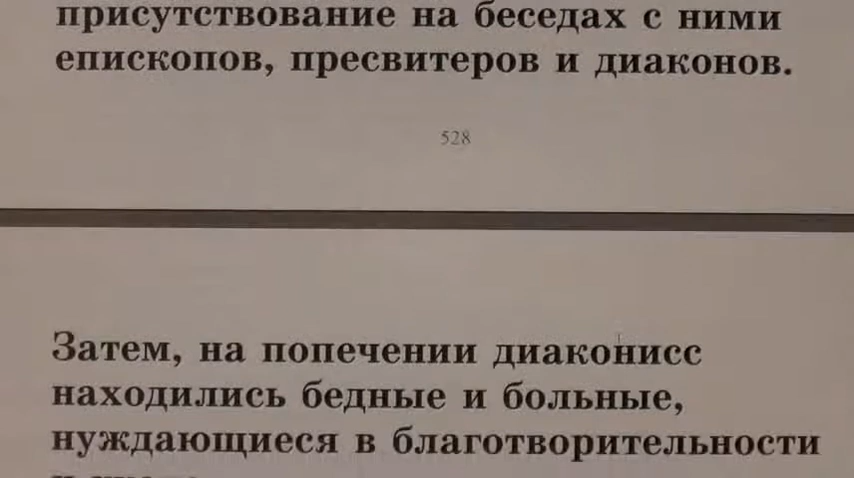 присутствование на беседах с ними
епископов, пресвитеров и диаконов.
528
Затем, на попечении диаконисс
находились бедные и больные,
нуждающиеся в благотворительности